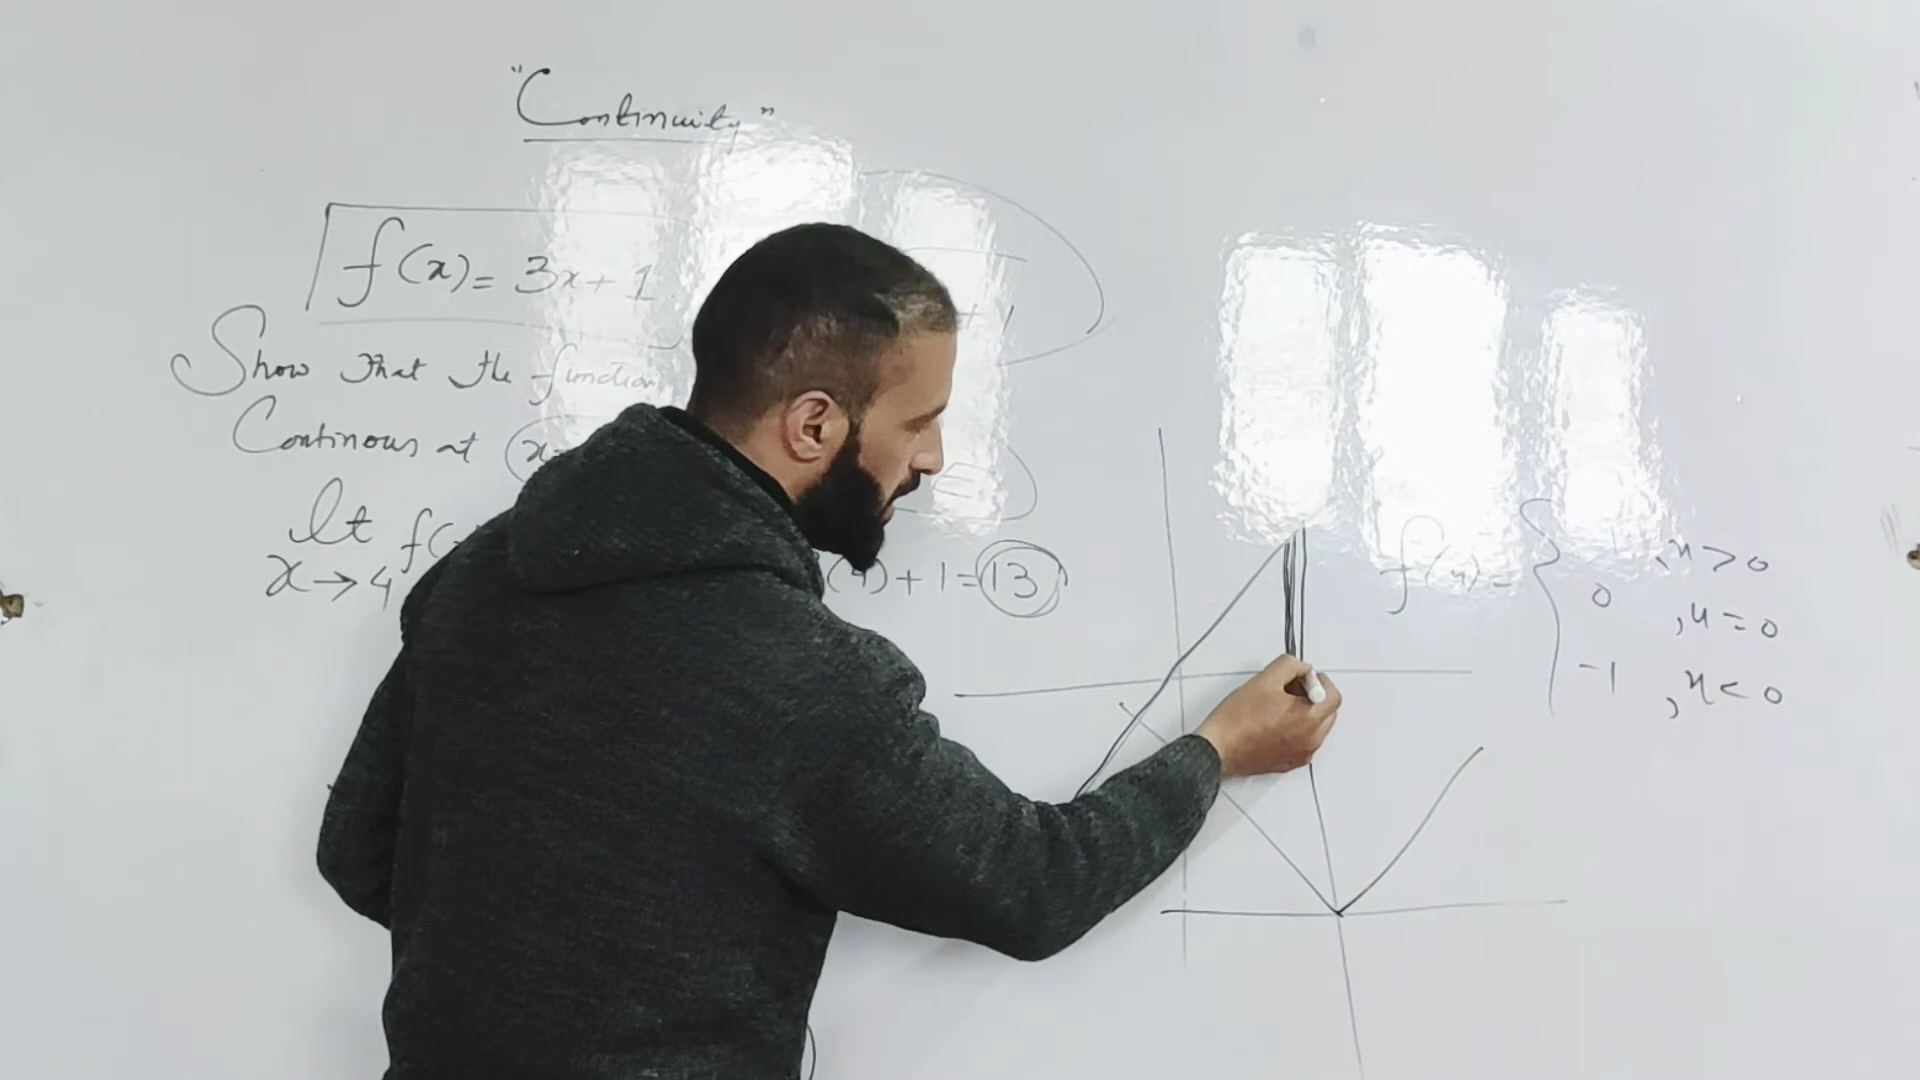 "Continuity"
f(x) = 3x + 1
+ 1
Show that the function
Continous at (x=
lt f(
x → 4
(4) + 1 = 13
f(x) = { 1 , x > 0
0 , x = 0
-1 , x < 0